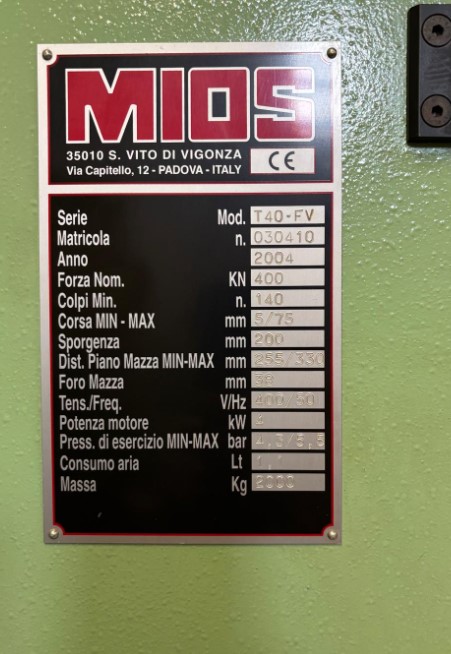 MIOS
35010 S. VITO DI VIGONZA
Via Capitello, 12 - PADOVA - ITALY
CE
Serie Mod. T40-FV
Matricola n. 030410
Anno 2004
Forza Nom. KN 400
Colpi Min. n. 140
Corsa MIN - MAX mm 5/75
Sporgenza mm 200
Dist. Piano Mazza MIN-MAX mm 255/330
Foro Mazza mm
Tens./Freq. V/Hz 400/50
Potenza motore kW
Press. di esercizio MIN-MAX bar
Consumo aria Lt
Massa Kg 2000